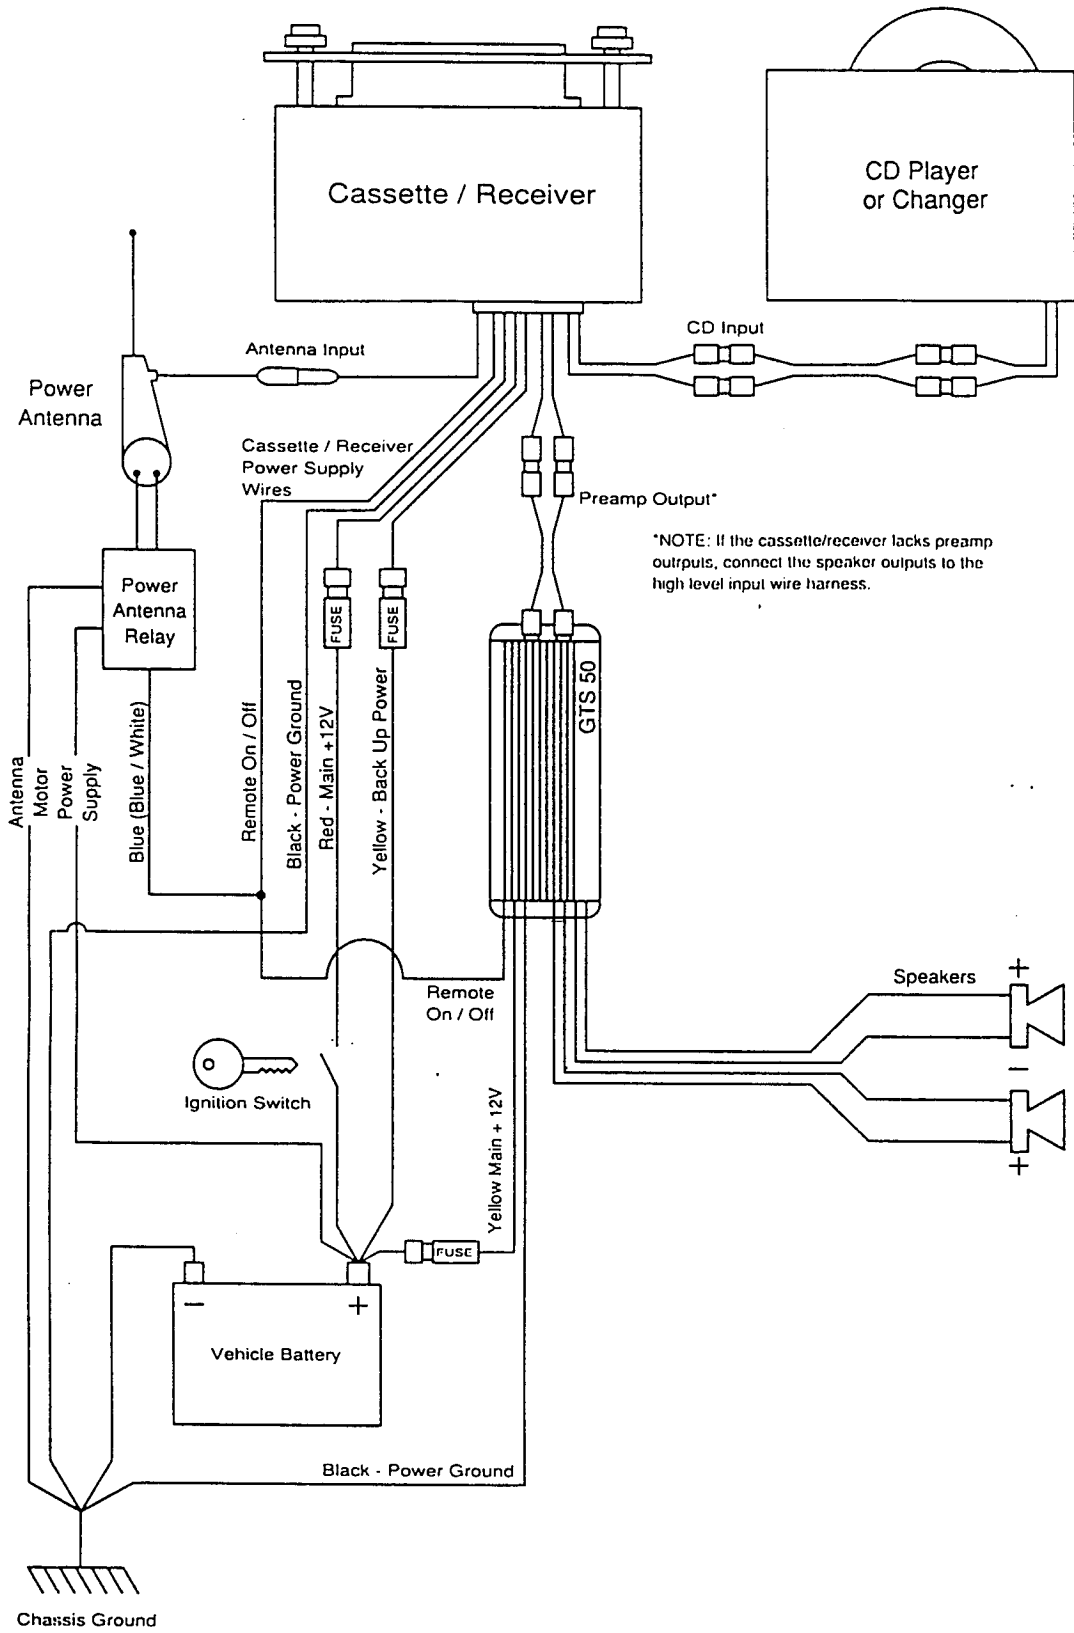 Cassette / Receiver
CD Player
or Changer
CD Input
Antenna Input
Power
Antenna
Cassette / Receiver
Power Supply
Wires
Preamp Output*
*NOTE: If the cassette/receiver lacks preamp
outrputs, connect the speaker outputs to the
high level input wire harness.
Power
Antenna
Relay
FUSE
FUSE
GTS 50
Antenna
Motor
Power
Supply
Blue (Blue / White)
Remote On / Off
Black - Power Ground
Red - Main +12V
Yellow - Back Up Power
Remote
On / Off
Speakers
+
−
+
Ignition Switch
Yellow Main + 12V
FUSE
− +
Vehicle Battery
Black - Power Ground
Chassis Ground